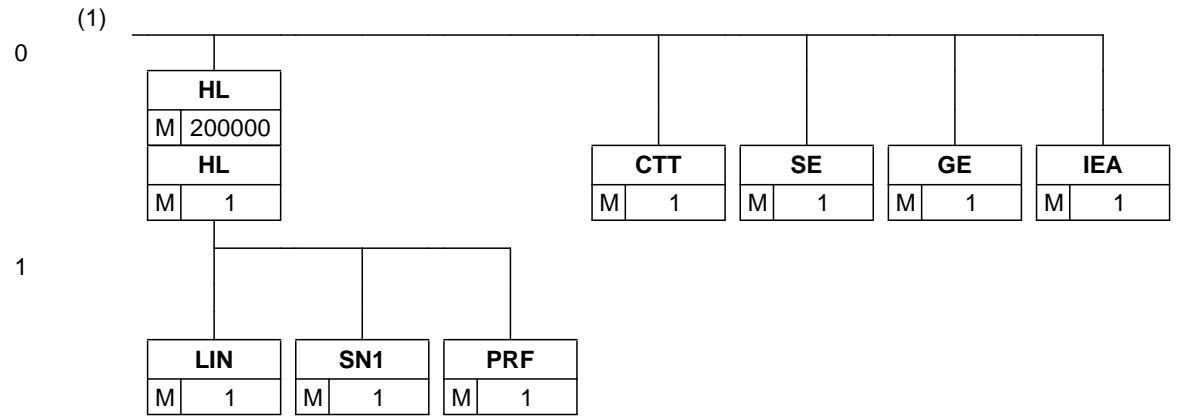 (1)
0
HL
M 200000
HL CTT SE GE IEA
M 1 M 1 M 1 M 1 M 1
1
LIN SN1 PRF
M 1 M 1 M 1